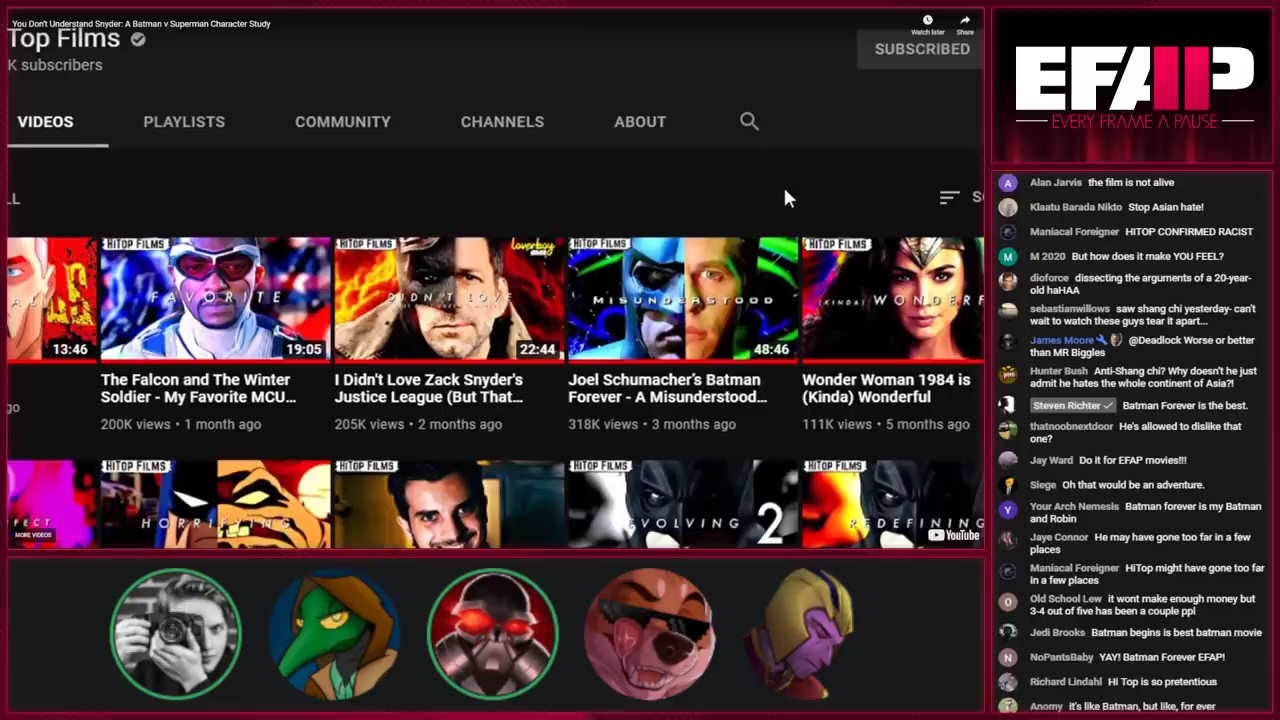 You Don't Understand Snyder: A Batman v Superman Character Study
Watch later
Share
Top Films
K subscribers
SUBSCRIBED
VIDEOS
PLAYLISTS
COMMUNITY
CHANNELS
ABOUT
LL
SO
HITOP FILMS
FAVORITE
13:46
19:05
HITOP FILMS
loverboy
DIDN'T LOVE
22:44
HITOP FILMS
MISUNDERSTOOD
48:46
HITOP FILMS
(KINDA) WONDERF
The Falcon and The Winter
Soldier - My Favorite MCU...
200K views • 1 month ago
I Didn't Love Zack Snyder's
Justice League (But That...
205K views • 2 months ago
Joel Schumacher's Batman
Forever - A Misunderstood...
318K views • 3 months ago
Wonder Woman 1984 is
(Kinda) Wonderful
111K views • 5 months ago
go
FECT
MORE VIDEOS
HITOP FILMS
HORRIFYING
HITOP FILMS
HITOP FILMS
EVOLVING 2
HITOP FILMS
REDEFINING
YouTube
EFAP
EVERY FRAME A PAUSE
Alan Jarvis the film is not alive
Klaatu Barada Nikto Stop Asian hate!
Maniacal Foreigner HITOP CONFIRMED RACIST
M 2020 But how does it make YOU FEEL?
dioforce dissecting the arguments of a 20-year-
old haHAA
sebastianwillows saw shang chi yesterday- can't
wait to watch these guys tear it apart...
James Moore @Deadlock Worse or better
than MR Biggles
Hunter Bush Anti-Shang chi? Why doesn't he just
admit he hates the whole continent of Asia?!
Steven Richter Batman Forever is the best.
thatnoobnextdoor He's allowed to dislike that
one?
Jay Ward Do it for EFAP movies!!!
Siege Oh that would be an adventure.
Your Arch Nemesis Batman forever is my Batman
and Robin
Jaye Connor He may have gone too far in a few
places
Maniacal Foreigner HiTop might have gone too far
in a few places
Old School Lew it wont make enough money but
3-4 out of five has been a couple ppl
Jedi Brooks Batman begins is best batman movie
NoPantsBaby YAY! Batman Forever EFAP!
Richard Lindahl Hi Top is so pretentious
Anomy it's like Batman, but like, for ever